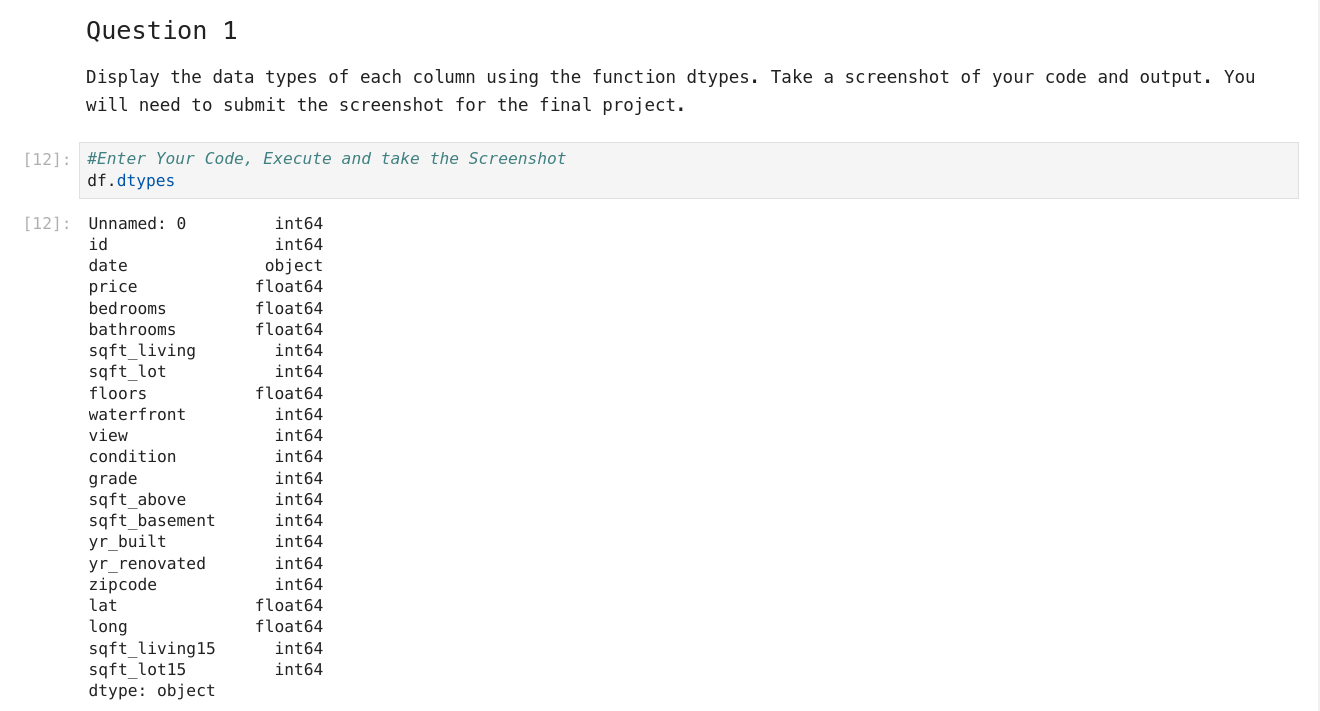 Question 1
Display the data types of each column using the function dtypes. Take a screenshot of your code and output. You
will need to submit the screenshot for the final project.
[12]: #Enter Your Code, Execute and take the Screenshot
df.dtypes
[12]: Unnamed: 0         int64
id                 int64
date              object
price            float64
bedrooms         float64
bathrooms        float64
sqft_living        int64
sqft_lot           int64
floors           float64
waterfront         int64
view               int64
condition          int64
grade              int64
sqft_above         int64
sqft_basement      int64
yr_built           int64
yr_renovated       int64
zipcode            int64
lat              float64
long             float64
sqft_living15      int64
sqft_lot15         int64
dtype: object